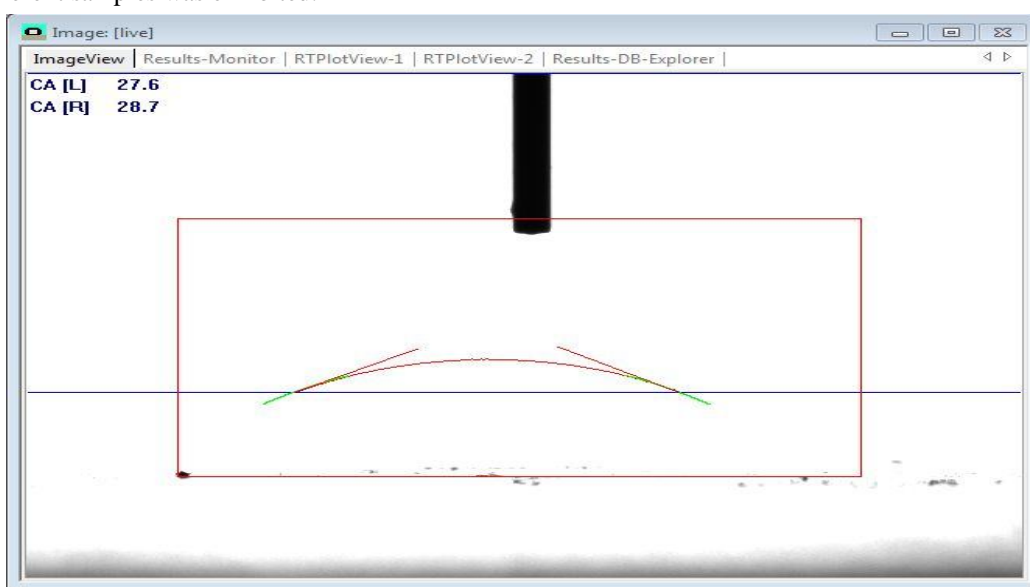 Image: [live]
ImageView | Results-Monitor | RTPlotView-1 | RTPlotView-2 | Results-DB-Explorer |
CA [L] 27.6
CA [R] 28.7